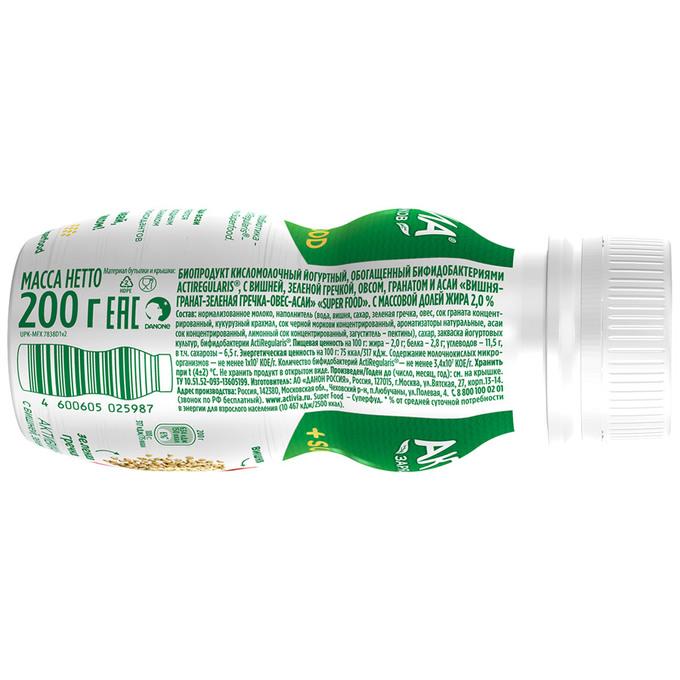 МАССА НЕТТО
200 г
EAC
Материал бутылки и крышки:
2
HDPE
DANONE
UPK-MFX 7838D1v2
4 600605 025987
БИОПРОДУКТ КИСЛОМОЛОЧНЫЙ ЙОГУРТНЫЙ, ОБОГАЩЕННЫЙ БИФИДОБАКТЕРИЯМИ
ACTIREGULARIS®, С ВИШНЕЙ, ЗЕЛЕНОЙ ГРЕЧКОЙ, ОВСОМ, ГРАНАТОМ И АСАИ «ВИШНЯ-
ГРАНАТ-ЗЕЛЕНАЯ ГРЕЧКА-ОВЕС-АСАИ» «SUPER FOOD». С МАССОВОЙ ДОЛЕЙ ЖИРА 2,0 %
Состав: нормализованное молоко, наполнитель (вода, вишня, сахар, зеленая гречка, овес, сок граната концент-
рированный, кукурузный крахмал, сок черной моркови концентрированный, ароматизаторы натуральные, асаи
сок концентрированный, лимонный сок концентрированный, загуститель – пектины), сахар, закваска йогуртовых
культур, бифидобактерии ActiRegularis®. Пищевая ценность на 100 г: жира – 2,0 г; белка – 2,8 г; углеводов – 11,5 г,
в т.ч. сахарозы – 6,5 г. Энергетическая ценность на 100 г: 75 ккал/317 кДж. Содержание молочнокислых микро-
организмов – не менее 1x10⁷ КОЕ/г. Количество бифидобактерий ActiRegularis® – не менее 3,4x10⁷ КОЕ/г. Хранить
при t (4±2) °С. Не хранить продукт в открытом виде. Произведен/Годен до (число, месяц, год): см. на крышке.
ТУ 10.51.52-093-13605199. Изготовитель: АО «ДАНОН РОССИЯ», Россия, 127015, г.Москва, ул.Вятская, 27, корп.13-14.
Адрес производства: Россия, 142380, Московская обл., Чеховский р-н, п.Любучаны, ул.Полевая, 4. 8 800 100 02 01
(звонок по РФ бесплатный). www.activia.ru. Super Food – Суперфуд. * % от средней суточной потребности
в энергии для взрослого населения (10 467 кДж/2500 ккал).